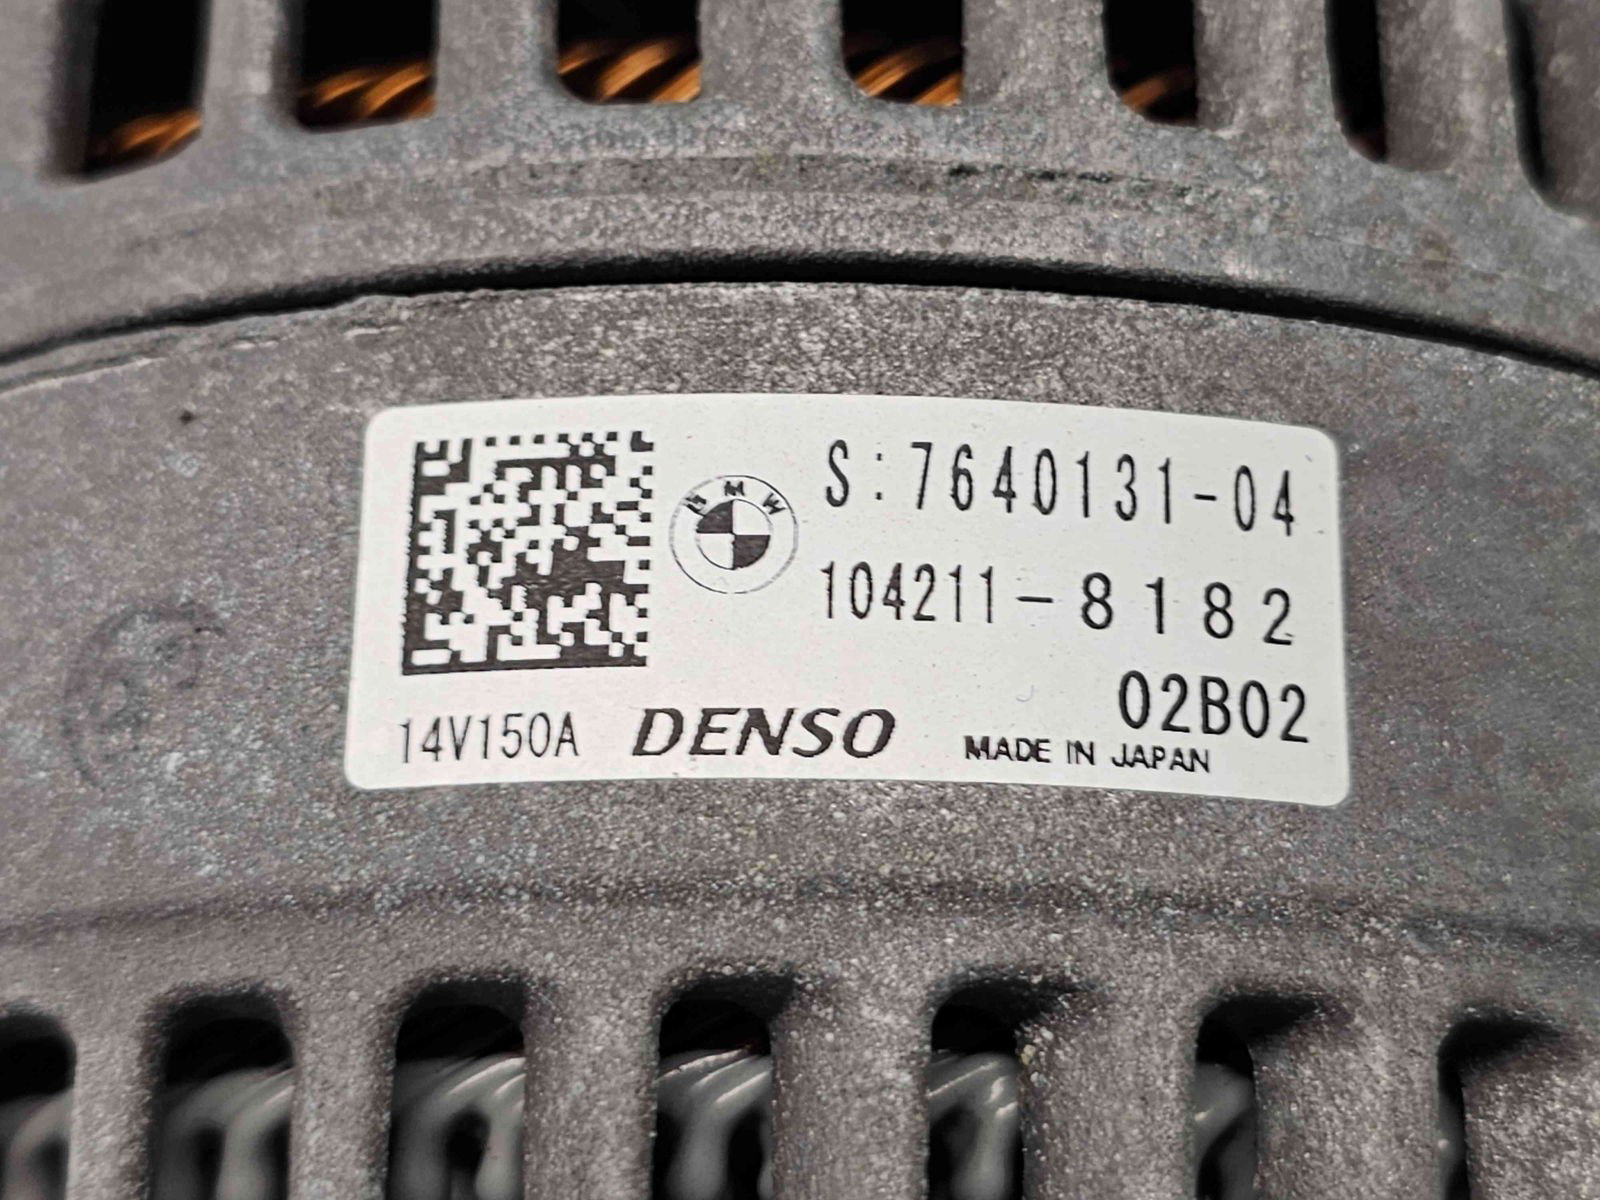 BMW
S:7640131-04
104211-8182
02B02
14V150A DENSO MADE IN JAPAN